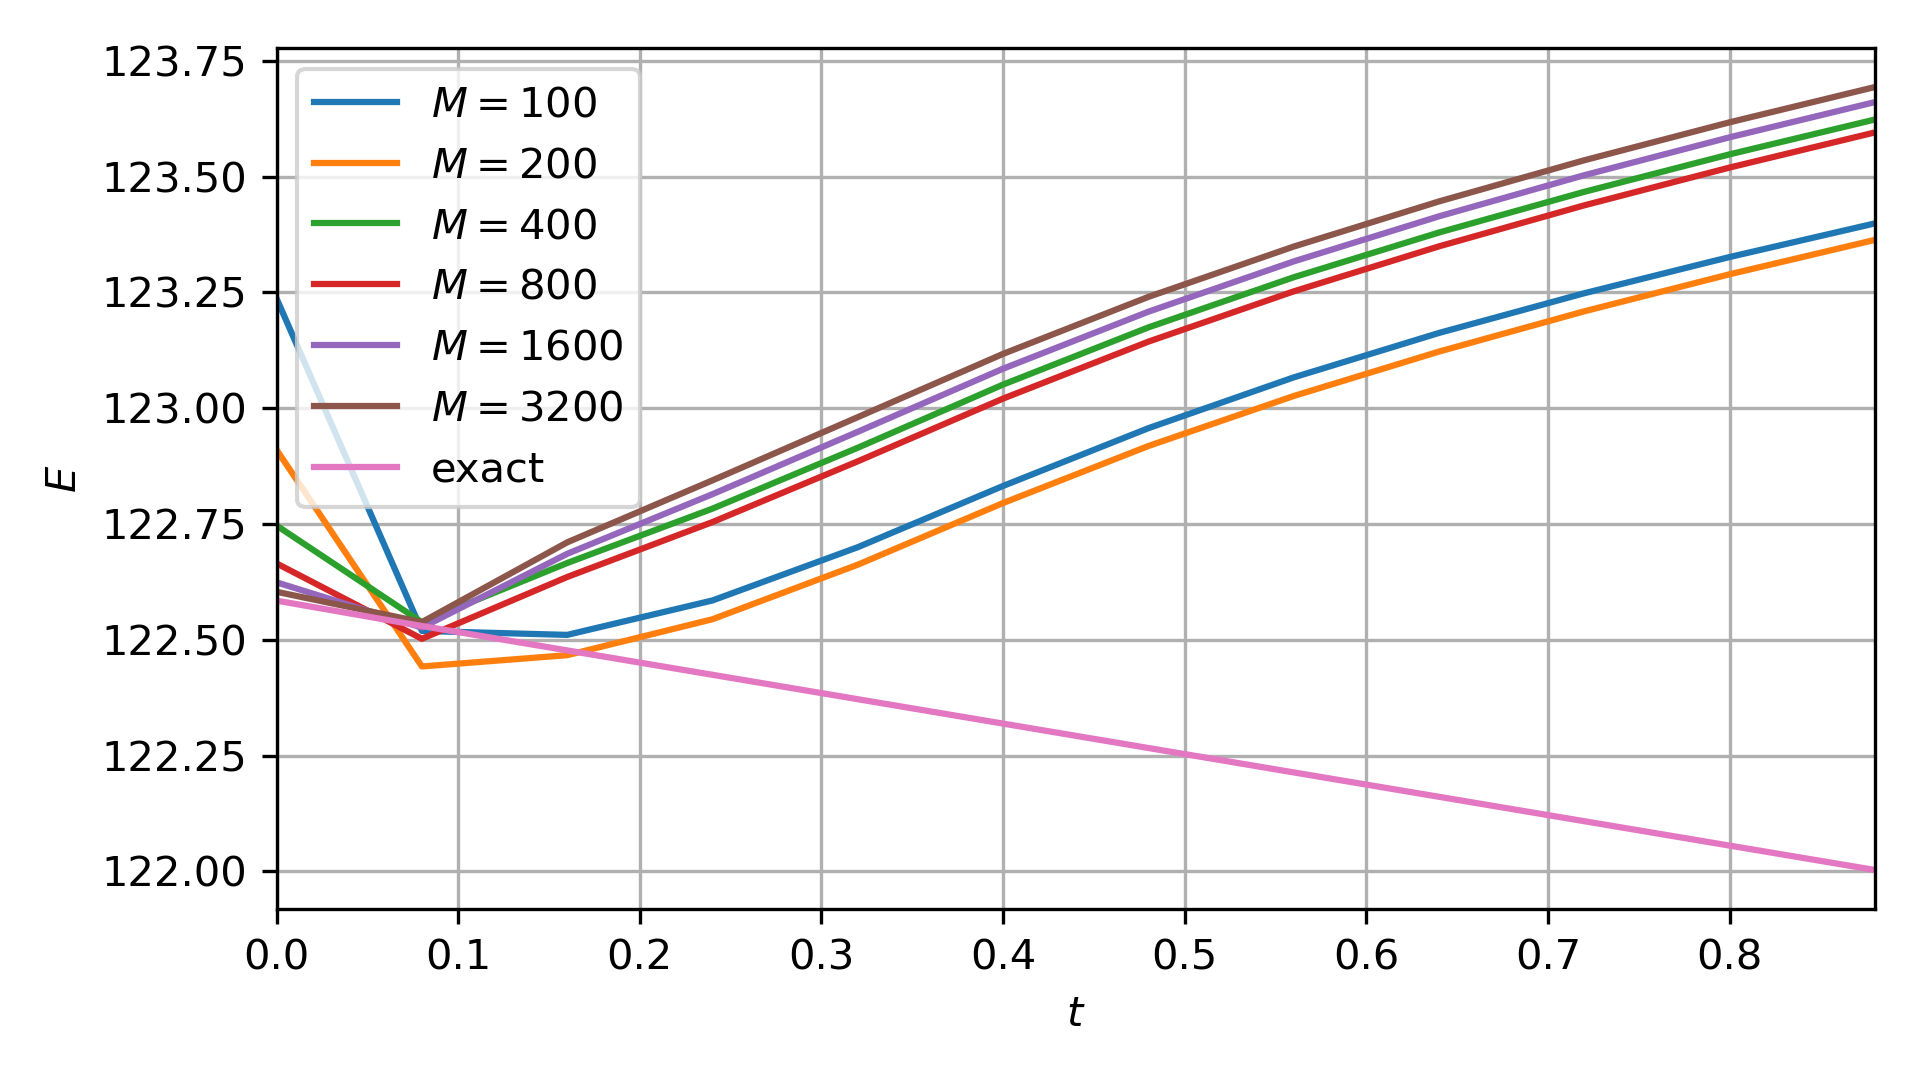 123.75
123.50
123.25
123.00
122.75
122.50
122.25
122.00
E
M = 100
M = 200
M = 400
M = 800
M = 1600
M = 3200
exact
0.0 0.1 0.2 0.3 0.4 0.5 0.6 0.7 0.8
t